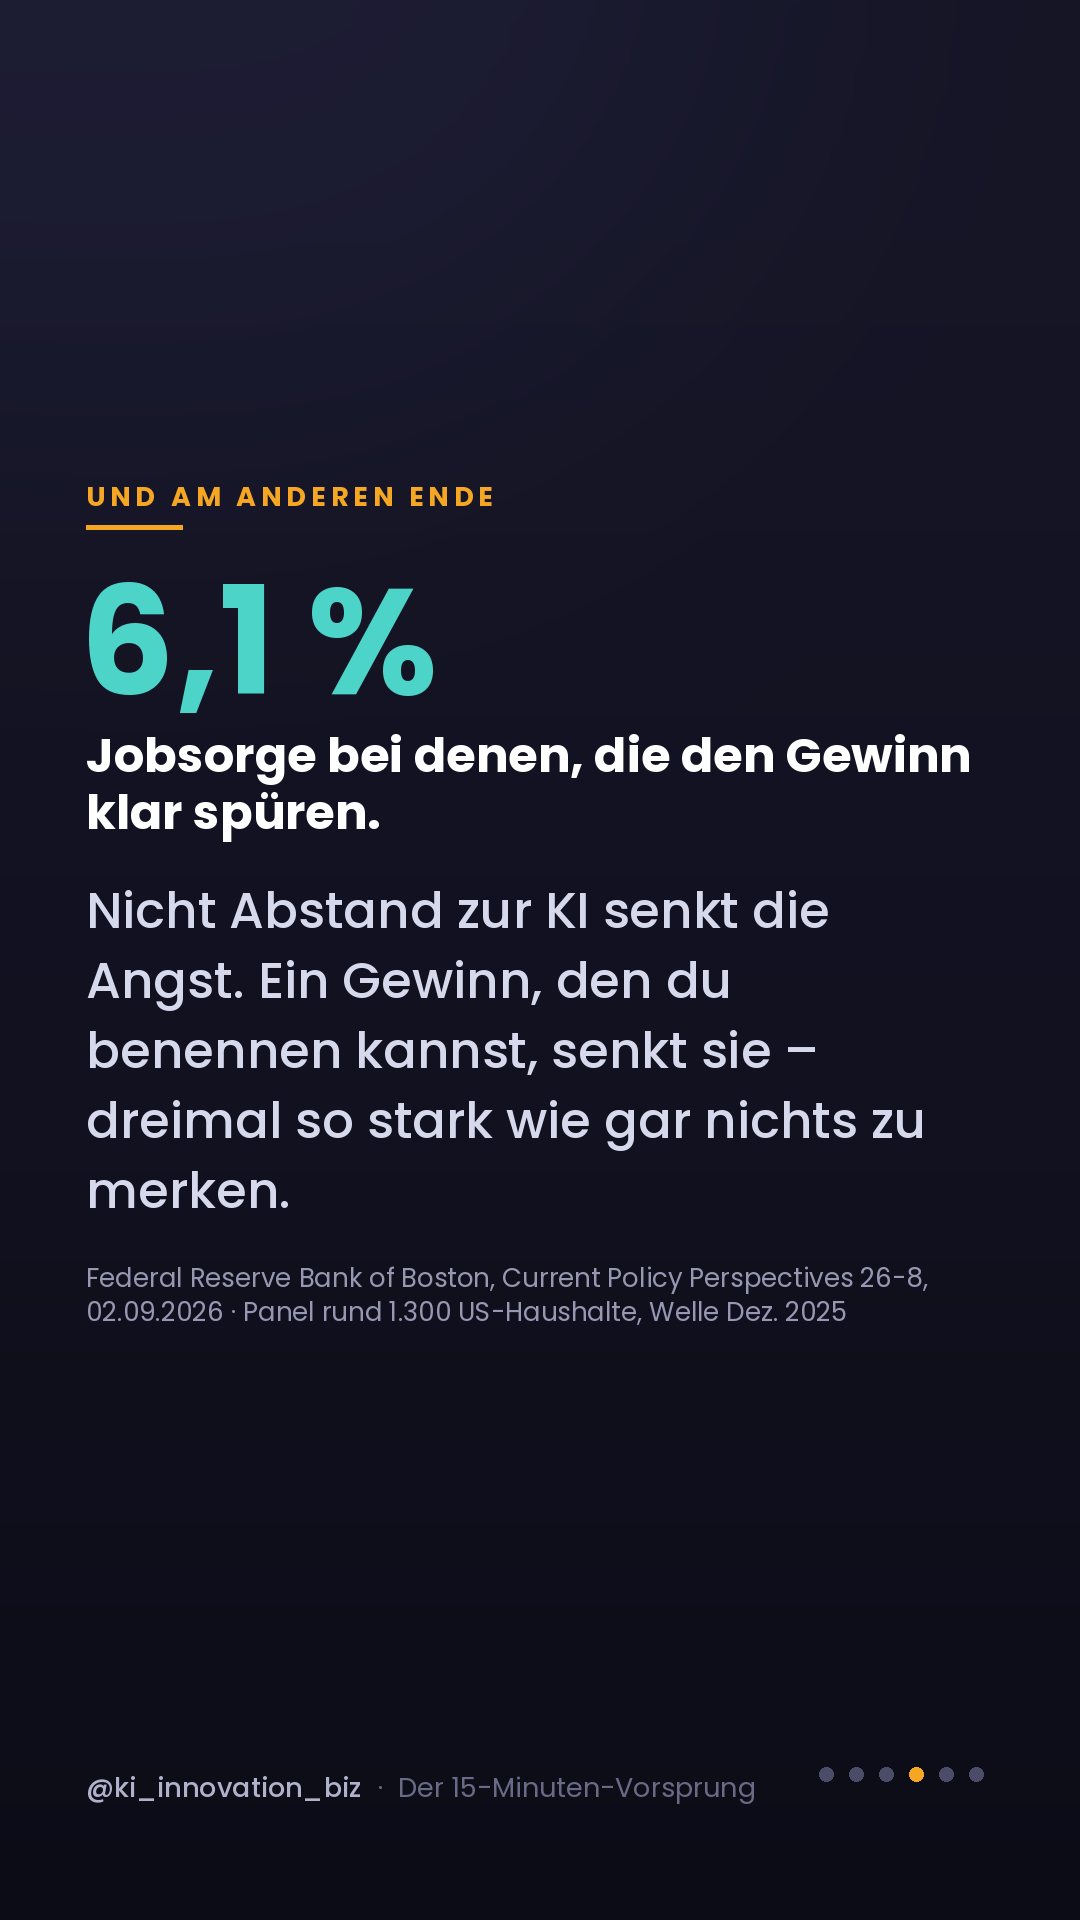 UND AM ANDEREN ENDE
6,1 %
Jobsorge bei denen, die den Gewinn
klar spüren.
Nicht Abstand zur KI senkt die
Angst. Ein Gewinn, den du
benennen kannst, senkt sie –
dreimal so stark wie gar nichts zu
merken.
Federal Reserve Bank of Boston, Current Policy Perspectives 26-8,
02.09.2026 · Panel rund 1.300 US-Haushalte, Welle Dez. 2025
@ki_innovation_biz · Der 15-Minuten-Vorsprung